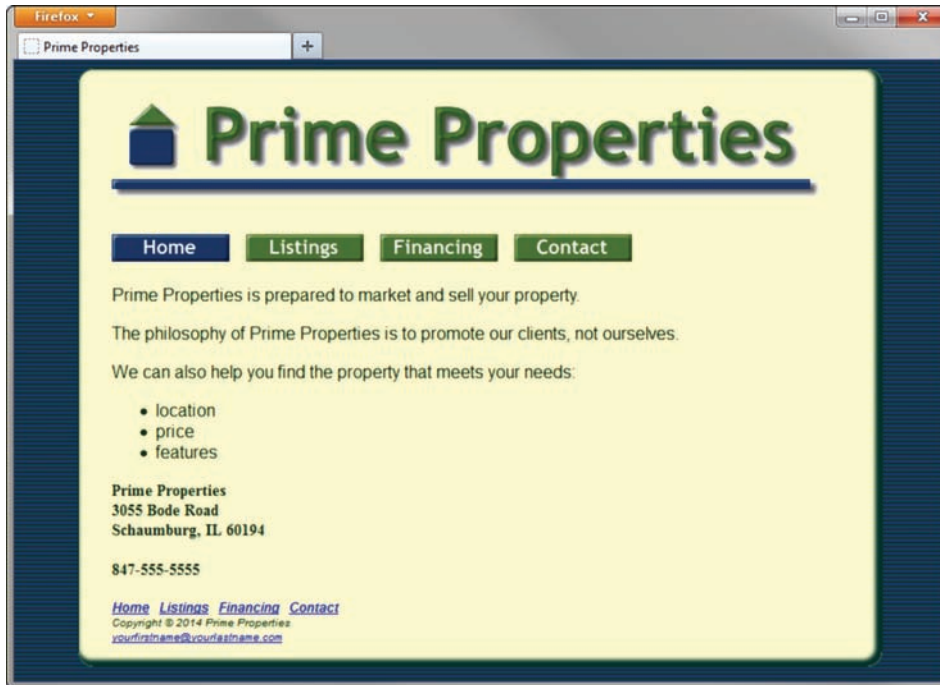 Firefox
Prime Properties
+
Prime Properties
Home Listings Financing Contact
Prime Properties is prepared to market and sell your property.
The philosophy of Prime Properties is to promote our clients, not ourselves.
We can also help you find the property that meets your needs:
• location
• price
• features
Prime Properties
3055 Bode Road
Schaumburg, IL 60194
847-555-5555
Home Listings Financing Contact
Copyright © 2014 Prime Properties
yourfirstname@yourlastname.com